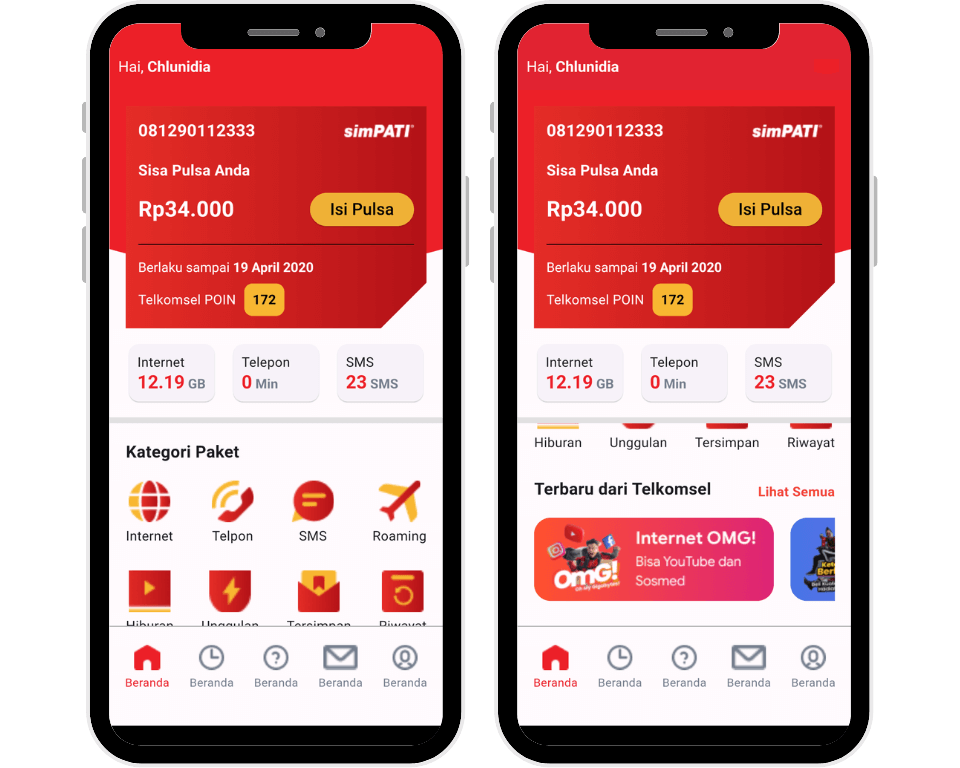 Hai, Chlunidia
081290112333
simPATI
Sisa Pulsa Anda
Rp34.000
Isi Pulsa
Berlaku sampai 19 April 2020
Telkomsel POIN 172
Internet Telepon SMS
12.19 GB 0 Min 23 SMS
Kategori Paket
Internet Telpon SMS Roaming
Hiburan Unggulan Tersimpan Riwayat
Beranda Beranda Beranda Beranda Beranda
Hai, Chlunidia
081290112333
simPATI
Sisa Pulsa Anda
Rp34.000
Isi Pulsa
Berlaku sampai 19 April 2020
Telkomsel POIN 172
Internet Telepon SMS
12.19 GB 0 Min 23 SMS
Hiburan Unggulan Tersimpan Riwayat
Terbaru dari Telkomsel
Lihat Semua
OMG!
Internet OMG!
Bisa YouTube dan
Sosmed
Beranda Beranda Beranda Beranda Beranda